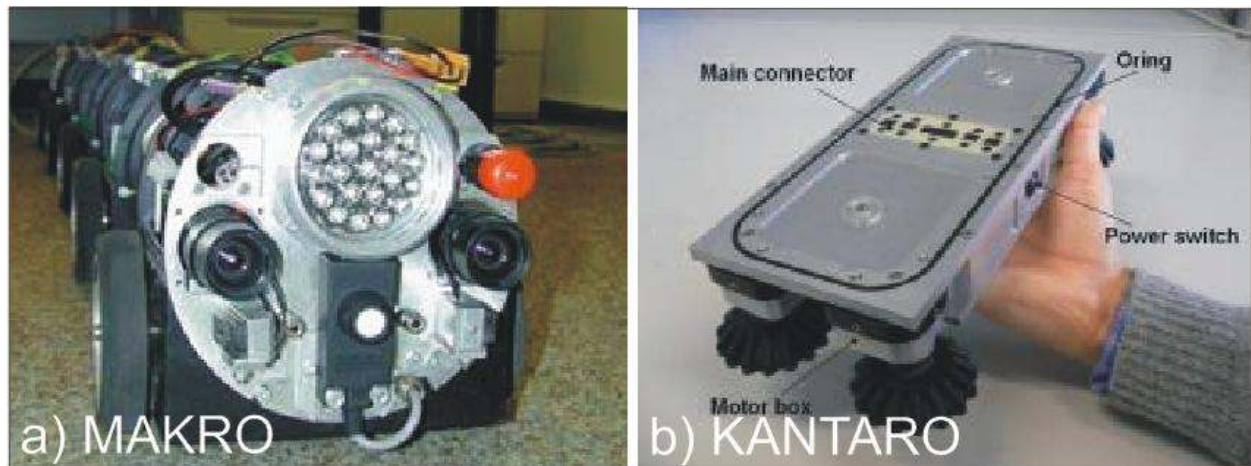 a) MAKRO
Main connector
Oring
Power switch
Motor box
b) KANTARO